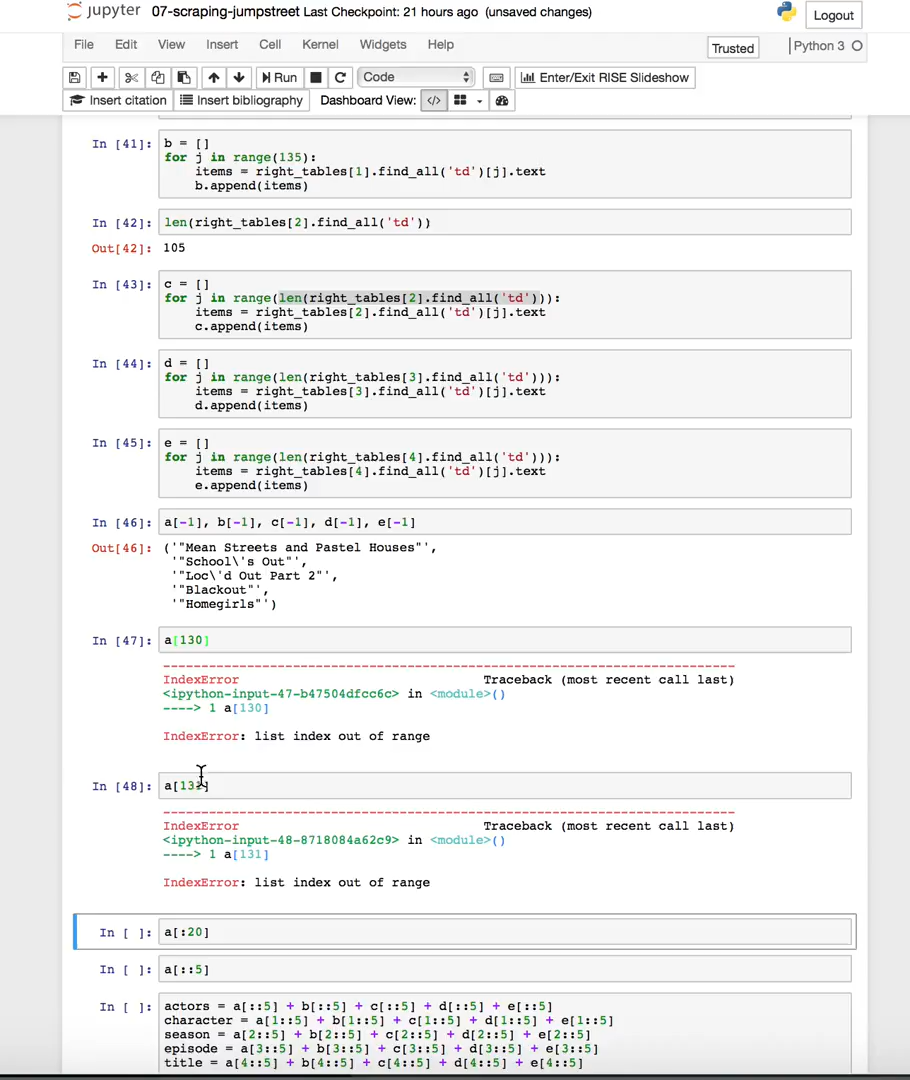 jupyter 07-scraping-jumpstreet Last Checkpoint: 21 hours ago (unsaved changes)
Logout
File Edit View Insert Cell Kernel Widgets Help
Trusted Python 3
Run Code Enter/Exit RISE Slideshow
Insert citation Insert bibliography Dashboard View: </>
In [41]: b = []
for j in range(135):
    items = right_tables[1].find_all('td')[j].text
    b.append(items)
In [42]: len(right_tables[2].find_all('td'))
Out[42]: 105
In [43]: c = []
for j in range(len(right_tables[2].find_all('td'))):
    items = right_tables[2].find_all('td')[j].text
    c.append(items)
In [44]: d = []
for j in range(len(right_tables[3].find_all('td'))):
    items = right_tables[3].find_all('td')[j].text
    d.append(items)
In [45]: e = []
for j in range(len(right_tables[4].find_all('td'))):
    items = right_tables[4].find_all('td')[j].text
    e.append(items)
In [46]: a[-1], b[-1], c[-1], d[-1], e[-1]
Out[46]: ('"Mean Streets and Pastel Houses"',
'"School\'s Out"',
'"Loc\'d Out Part 2"',
'"Blackout"',
'"Homegirls"')
In [47]: a[130]
---------------------------------------------------------------------------
IndexError Traceback (most recent call last)
<ipython-input-47-b47504dfcc6c> in <module>()
----> 1 a[130]
IndexError: list index out of range
In [48]: a[131]
---------------------------------------------------------------------------
IndexError Traceback (most recent call last)
<ipython-input-48-8718084a62c9> in <module>()
----> 1 a[131]
IndexError: list index out of range
In [ ]: a[:20]
In [ ]: a[::5]
In [ ]: actors = a[::5] + b[::5] + c[::5] + d[::5] + e[::5]
character = a[1::5] + b[1::5] + c[1::5] + d[1::5] + e[1::5]
season = a[2::5] + b[2::5] + c[2::5] + d[2::5] + e[2::5]
episode = a[3::5] + b[3::5] + c[3::5] + d[3::5] + e[3::5]
title = a[4::5] + b[4::5] + c[4::5] + d[4::5] + e[4::5]